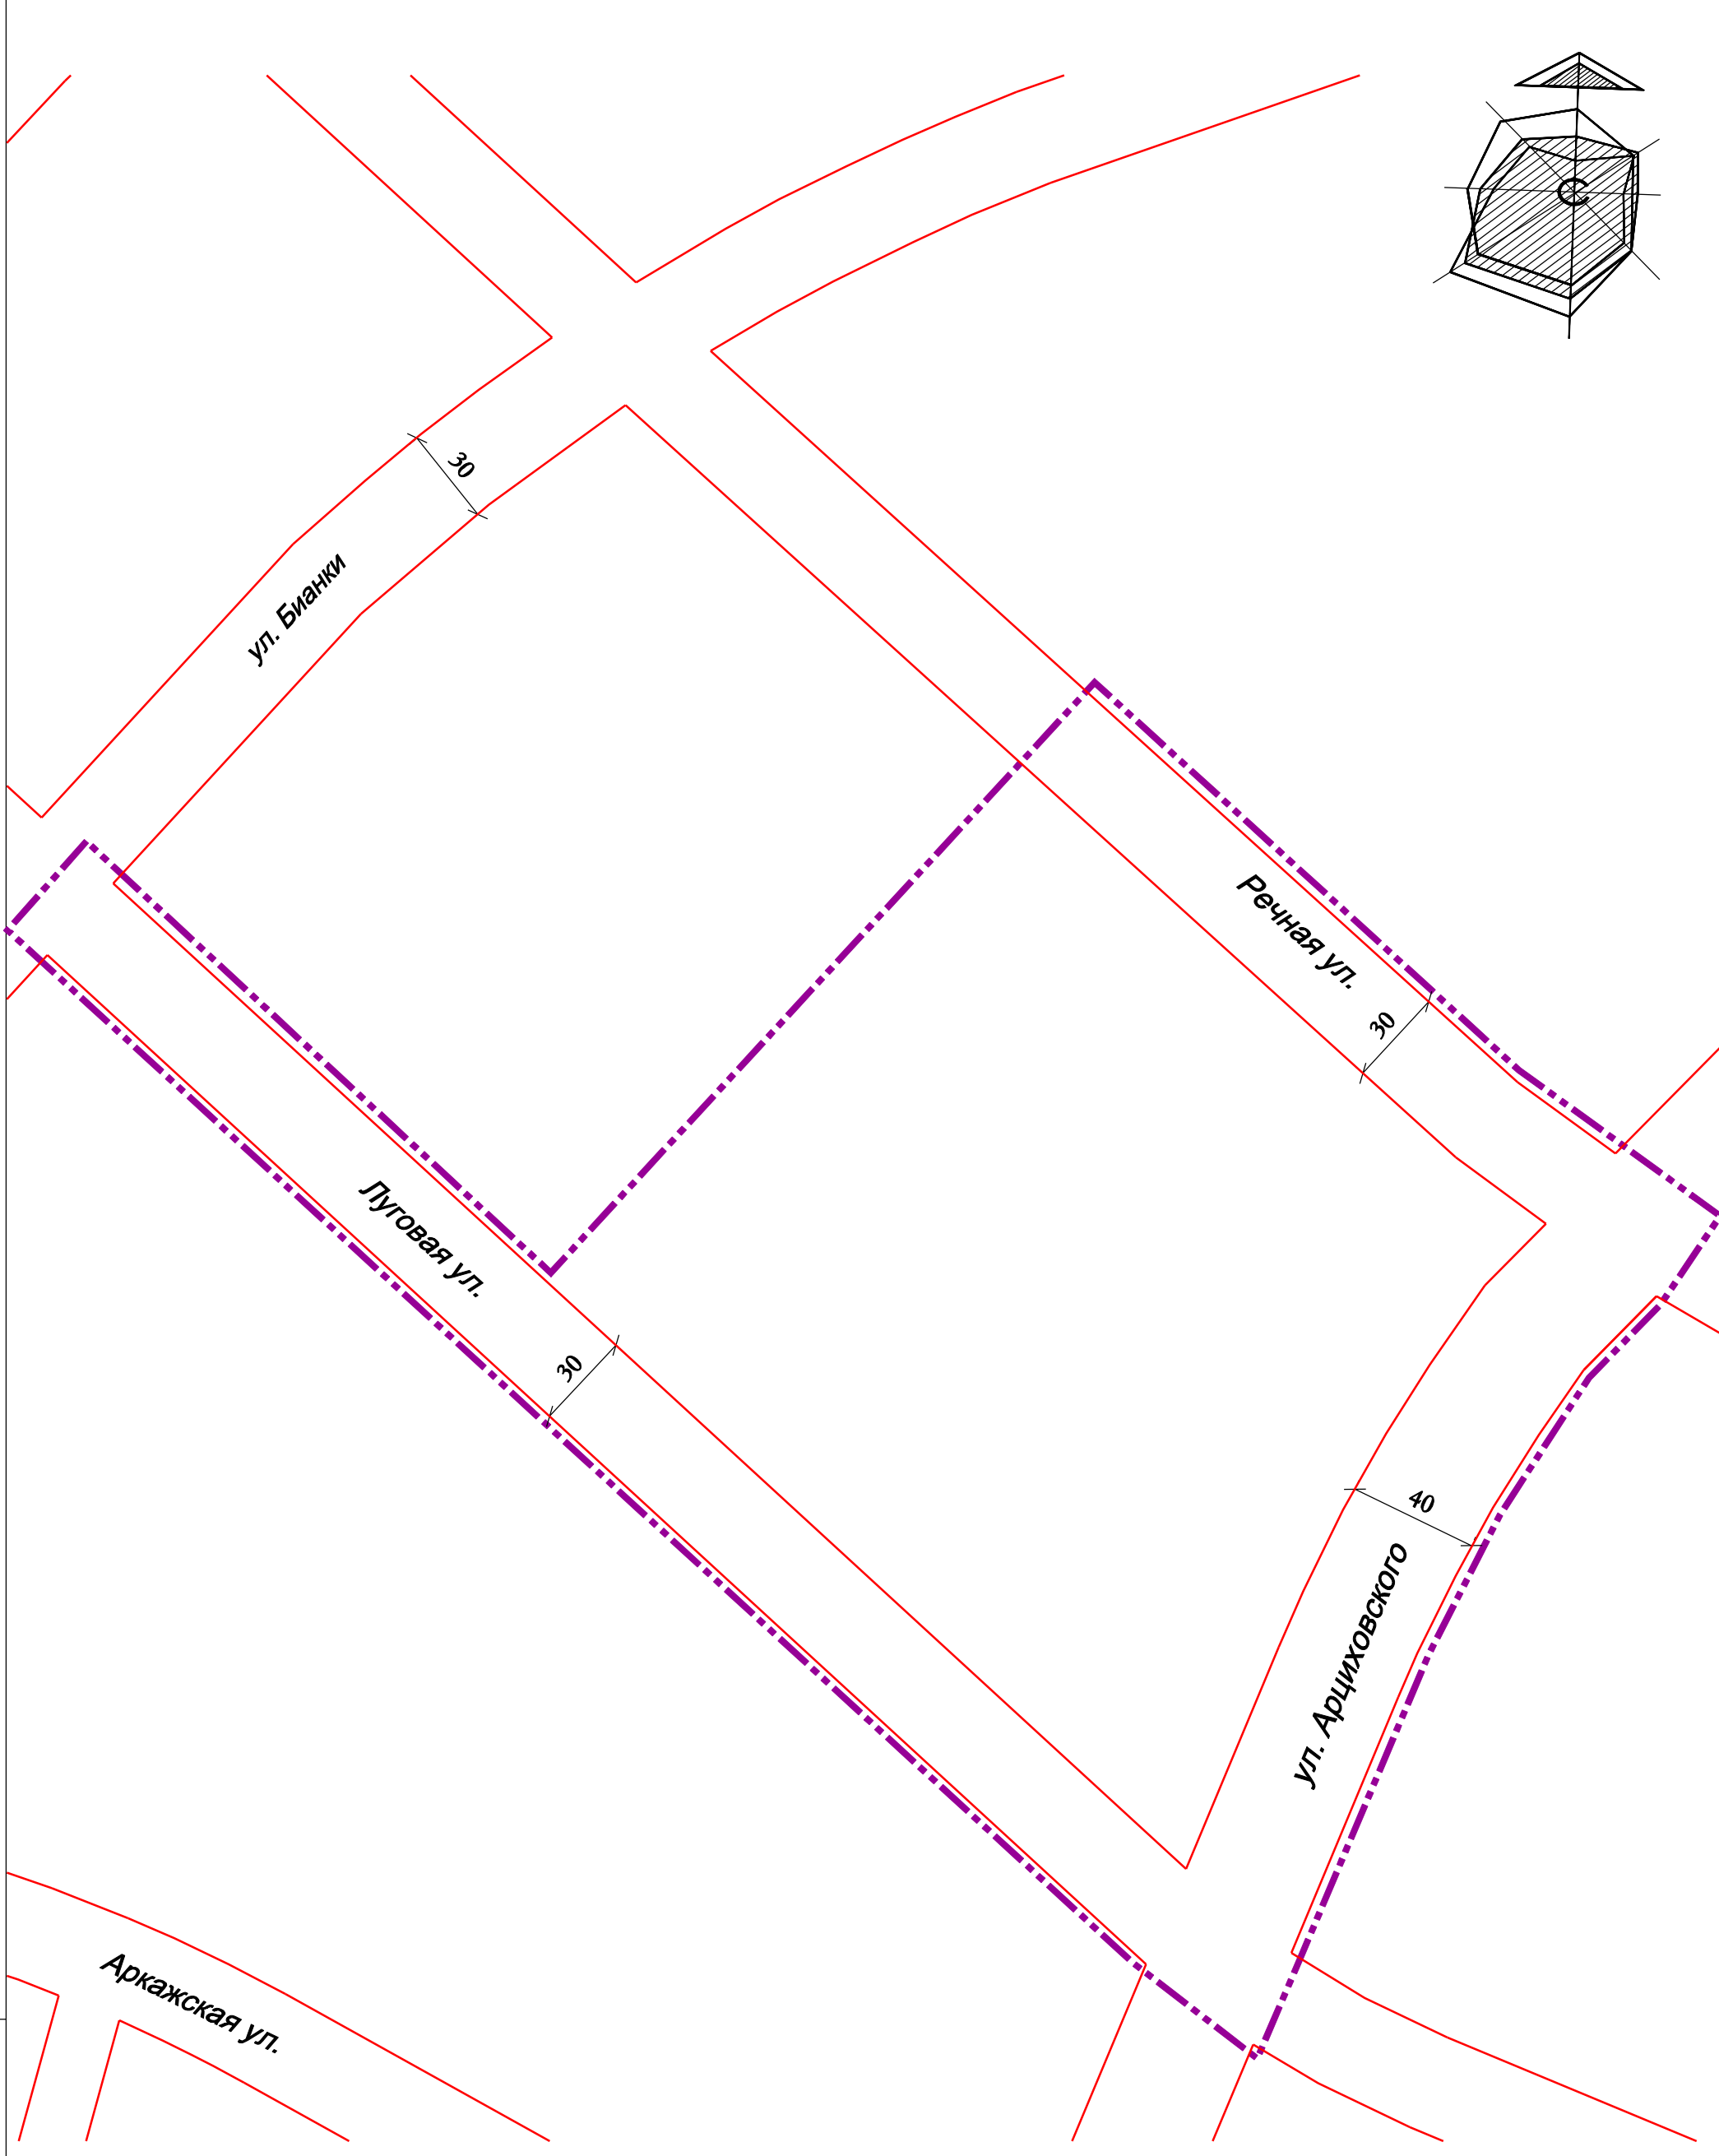 С
30
ул. Бианки
Речная ул.
30
Луговая ул.
30
40
ул. Арциховского
Аркажская ул.